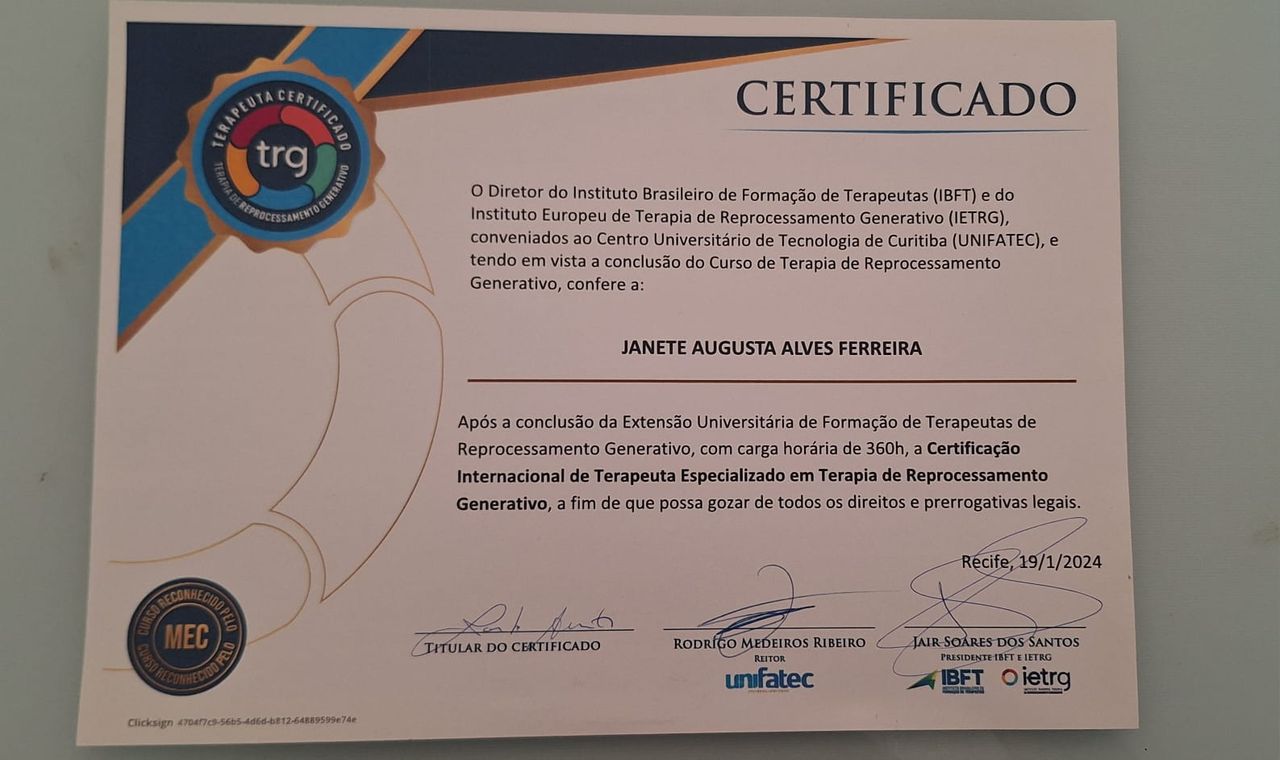 TERAPEUTA CERTIFICADO
trg
TERAPIA DE REPROCESSAMENTO GENERATIVO
CERTIFICADO
O Diretor do Instituto Brasileiro de Formação de Terapeutas (IBFT) e do
Instituto Europeu de Terapia de Reprocessamento Generativo (IETRG),
conveniados ao Centro Universitário de Tecnologia de Curitiba (UNIFATEC), e
tendo em vista a conclusão do Curso de Terapia de Reprocessamento
Generativo, confere a:
JANETE AUGUSTA ALVES FERREIRA
Após a conclusão da Extensão Universitária de Formação de Terapeutas de
Reprocessamento Generativo, com carga horária de 360h, a Certificação
Internacional de Terapeuta Especializado em Terapia de Reprocessamento
Generativo, a fim de que possa gozar de todos os direitos e prerrogativas legais.
Recife, 19/1/2024
TITULAR DO CERTIFICADO
RODRIGO MEDEIROS RIBEIRO
REITOR
unifatec
JAIR SOARES DOS SANTOS
PRESIDENTE IBFT E IETRG
IBFT
ietrg
CURSO RECONHECIDO PELO
MEC
CURSO RECONHECIDO PELO
Clicksign 4704f7c9-56b5-4d6d-b812-64889599e74e